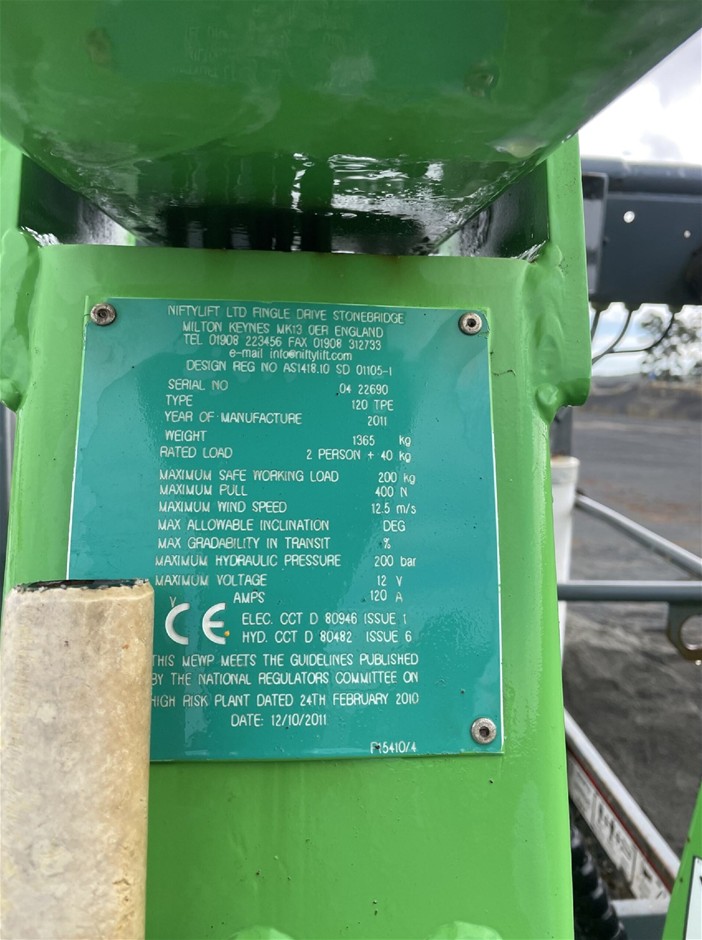 NIFTYLIFT LTD FINGLE DRIVE STONEBRIDGE
MILTON KEYNES MK13 0ER ENGLAND
TEL 01908 223456 FAX 01908 312733
e-mail info@niftylift.com
DESIGN REG NO AS1418.10 SD 01105-1
SERIAL NO 04 22690
TYPE 120 TPE
YEAR OF MANUFACTURE 2011
WEIGHT 1365 kg
RATED LOAD 2 PERSON + 40 kg
MAXIMUM SAFE WORKING LOAD 200 kg
MAXIMUM PULL 400 N
MAXIMUM WIND SPEED 12.5 m/s
MAX ALLOWABLE INCLINATION DEG
MAX GRADABILITY IN TRANSIT %
MAXIMUM HYDRAULIC PRESSURE 200 bar
MAXIMUM VOLTAGE 12 V
V AMPS 120 A
CE ELEC. CCT D 80946 ISSUE 1
HYD. CCT D 80482 ISSUE 6
THIS MEWP MEETS THE GUIDELINES PUBLISHED
BY THE NATIONAL REGULATORS COMMITTEE ON
HIGH RISK PLANT DATED 24TH FEBRUARY 2010
DATE: 12/10/2011
P15410/4